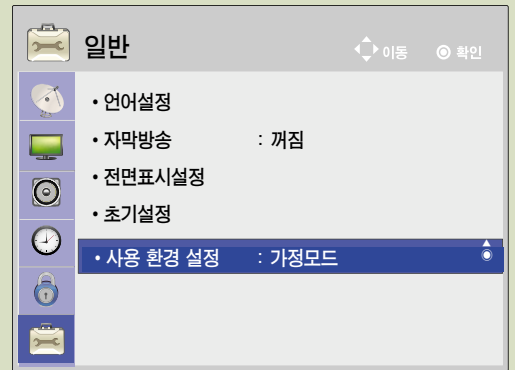 일반
이동 확인
• 언어설정
• 자막방송 : 꺼짐
• 전면표시설정
• 초기설정
• 사용 환경 설정 : 가정모드